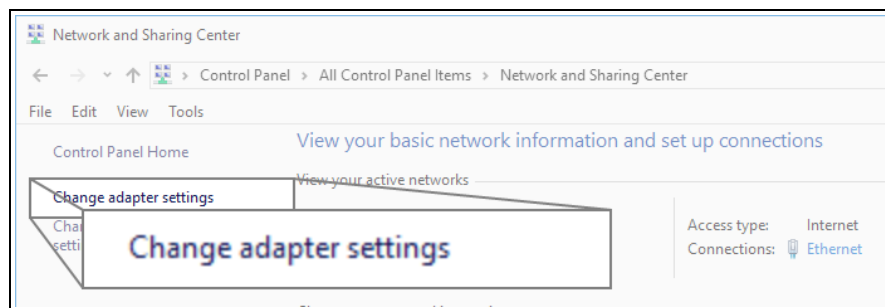 Network and Sharing Center
Control Panel > All Control Panel Items > Network and Sharing Center
File Edit View Tools
Control Panel Home
View your basic network information and set up connections
View your active networks
Change adapter settings
Change adapter settings
Access type: Internet
Connections: Ethernet